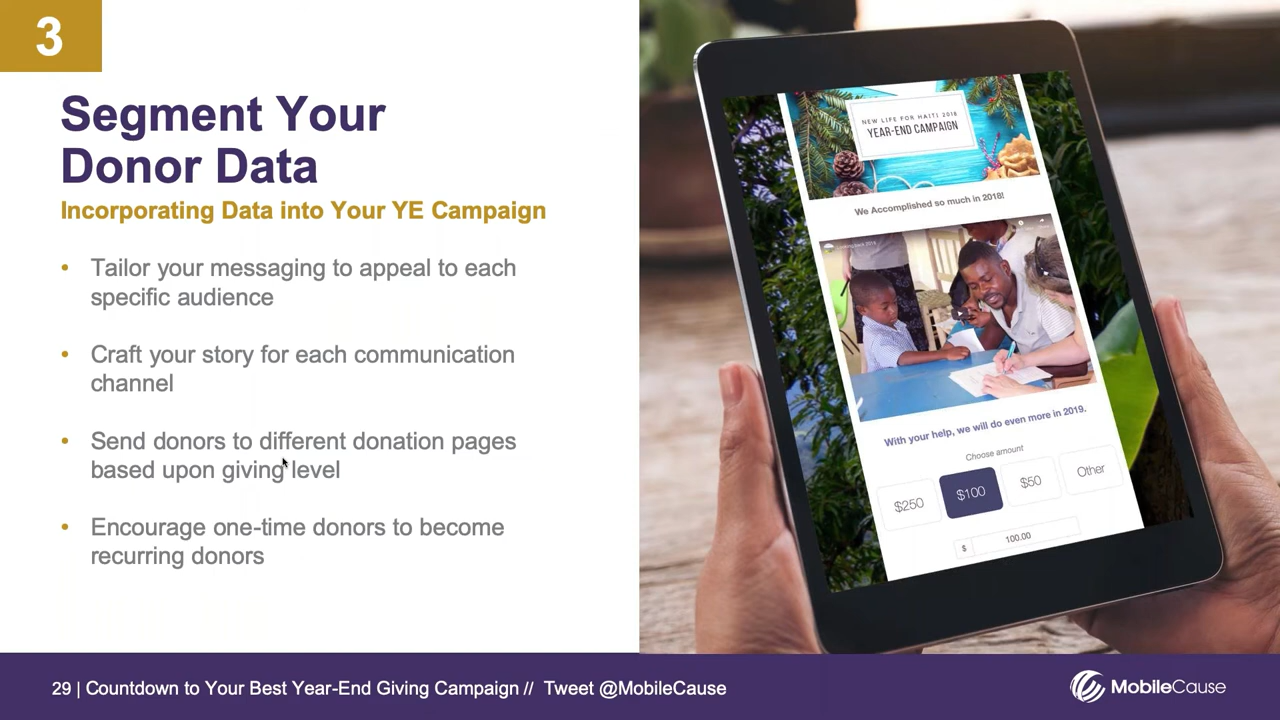 3
Segment Your
Donor Data
Incorporating Data into Your YE Campaign
• Tailor your messaging to appeal to each
specific audience
• Craft your story for each communication
channel
• Send donors to different donation pages
based upon giving level
• Encourage one-time donors to become
recurring donors
NEW LIFE FOR HAITI 2018
YEAR-END CAMPAIGN
We Accomplished so much in 2018!
With your help, we will do even more in 2019.
Choose amount
$250 $100 $50 Other
$ 100.00
29 | Countdown to Your Best Year-End Giving Campaign // Tweet @MobileCause
MobileCause